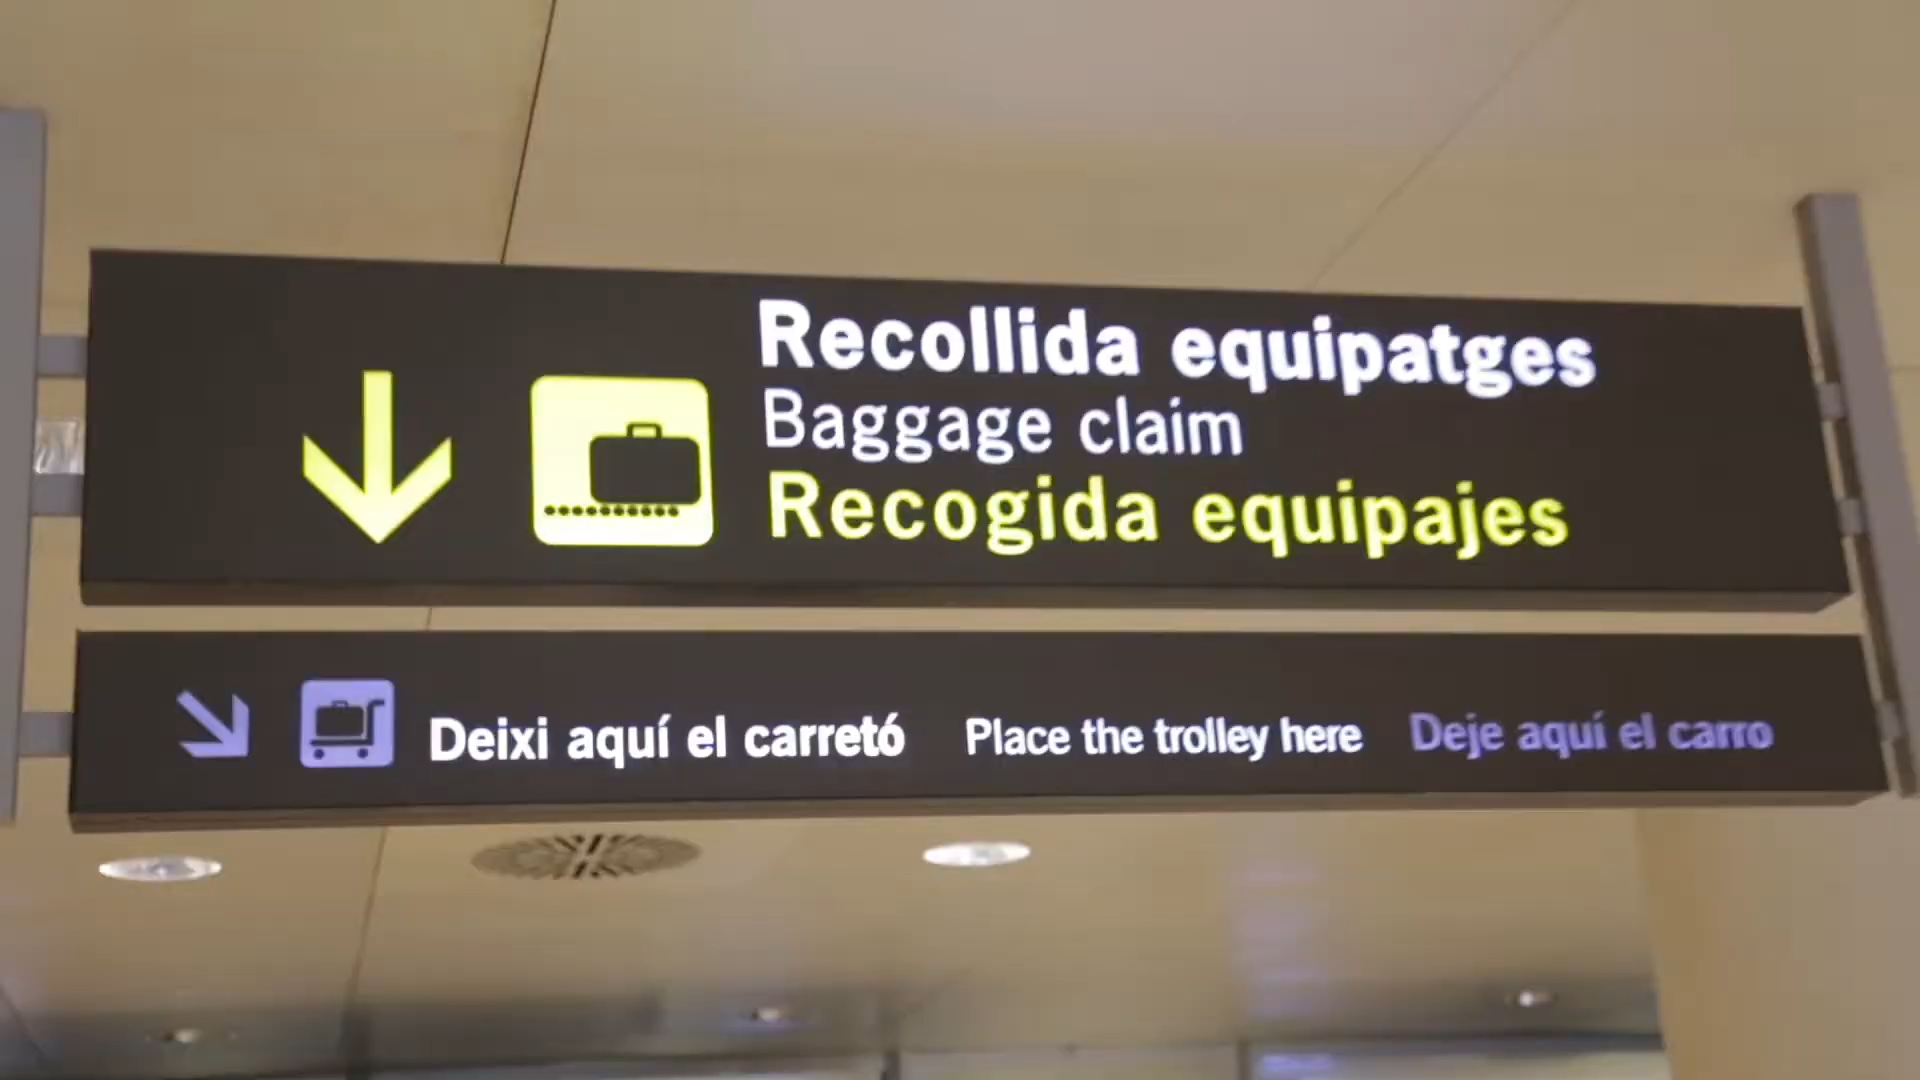 Recollida equipatges
Baggage claim
Recogida equipajes
Deixi aquí el carretó Place the trolley here Deje aquí el carro